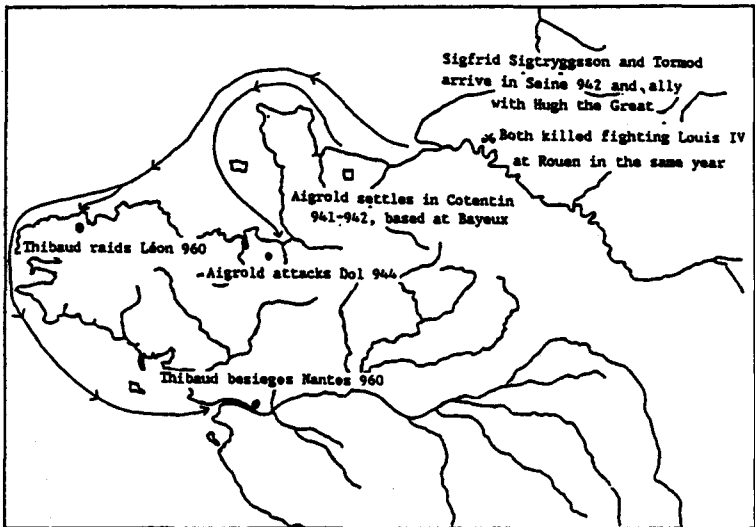 Sigfrid Sigtryggsson and Tormod
arrive in Seine 942 and ally
with Hugh the Great
Both killed fighting Louis IV
at Rouen in the same year
Aigrold settles in Cotentin
941-942, based at Bayeux
Thibaud raids Léon 960
Aigrold attacks Dol 944
Thibaud besieges Nantes 960